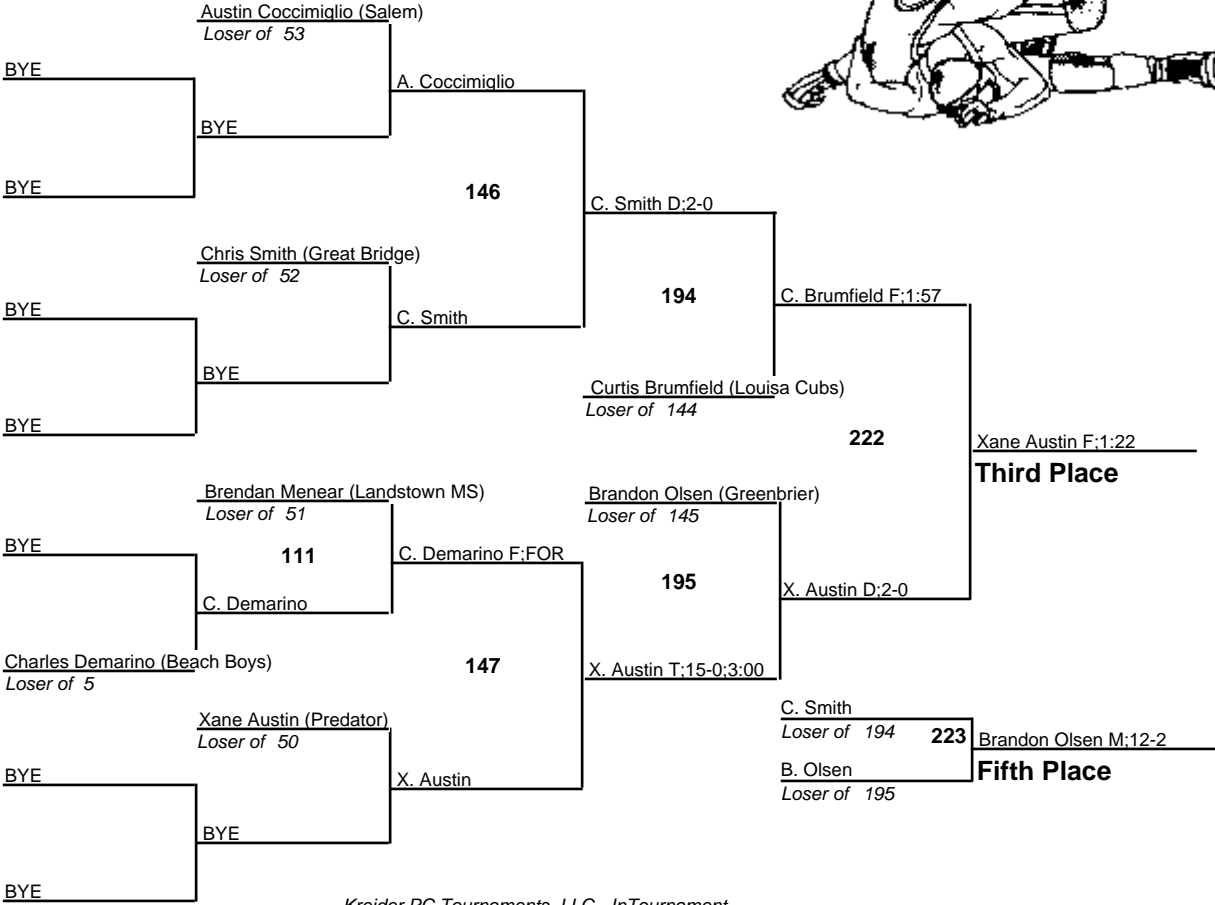 Austin Coccimiglio (Salem)
Loser of 53
BYE
A. Coccimiglio
BYE
BYE
146
C. Smith D;2-0
Chris Smith (Great Bridge)
Loser of 52
194
C. Brumfield F;1:57
BYE
C. Smith
BYE
Curtis Brumfield (Louisa Cubs)
Loser of 144
BYE
222
Xane Austin F;1:22
Third Place
Brendan Menear (Landstown MS)
Loser of 51
Brandon Olsen (Greenbrier)
Loser of 145
BYE
111
C. Demarino F;FOR
195
X. Austin D;2-0
C. Demarino
Charles Demarino (Beach Boys)
Loser of 5
147
X. Austin T;15-0;3:00
Xane Austin (Predator)
Loser of 50
C. Smith
Loser of 194
223
Brandon Olsen M;12-2
Fifth Place
B. Olsen
Loser of 195
BYE
X. Austin
BYE
BYE